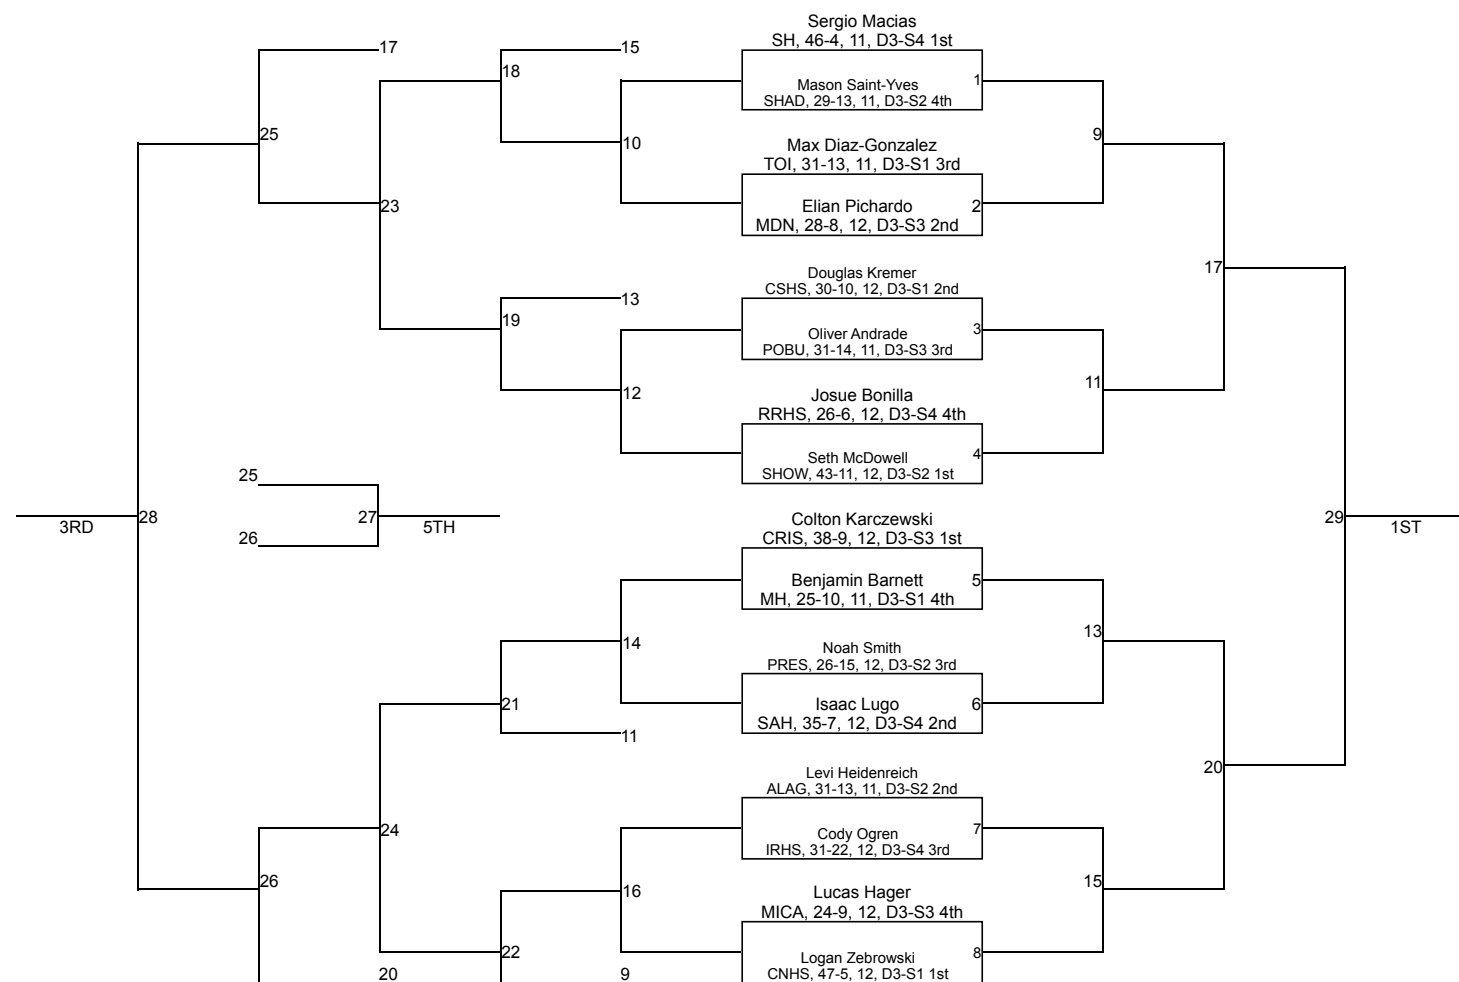 Sergio Macias
SH, 46-4, 11, D3-S4 1st
17
15
18
Mason Saint-Yves
1
SHAD, 29-13, 11, D3-S2 4th
25
10
9
Max Diaz-Gonzalez
TOI, 31-13, 11, D3-S1 3rd
23
Elian Pichardo
2
MDN, 28-8, 12, D3-S3 2nd
17
Douglas Kremer
CSHS, 30-10, 12, D3-S1 2nd
13
19
Oliver Andrade
3
POBU, 31-14, 11, D3-S3 3rd
12
11
Josue Bonilla
RRHS, 26-6, 12, D3-S4 4th
Seth McDowell
4
SHOW, 43-11, 12, D3-S2 1st
25
28
3RD
27
5TH
26
29
1ST
Colton Karczewski
CRIS, 38-9, 12, D3-S3 1st
Benjamin Barnett
5
MH, 25-10, 11, D3-S1 4th
14
13
Noah Smith
PRES, 26-15, 12, D3-S2 3rd
21
Isaac Lugo
6
SAH, 35-7, 12, D3-S4 2nd
11
20
Levi Heidenreich
ALAG, 31-13, 11, D3-S2 2nd
24
Cody Ogren
7
IRHS, 31-22, 12, D3-S4 3rd
26
16
15
Lucas Hager
MICA, 24-9, 12, D3-S3 4th
22
Logan Zebrowski
8
CNHS, 47-5, 12, D3-S1 1st
20
9